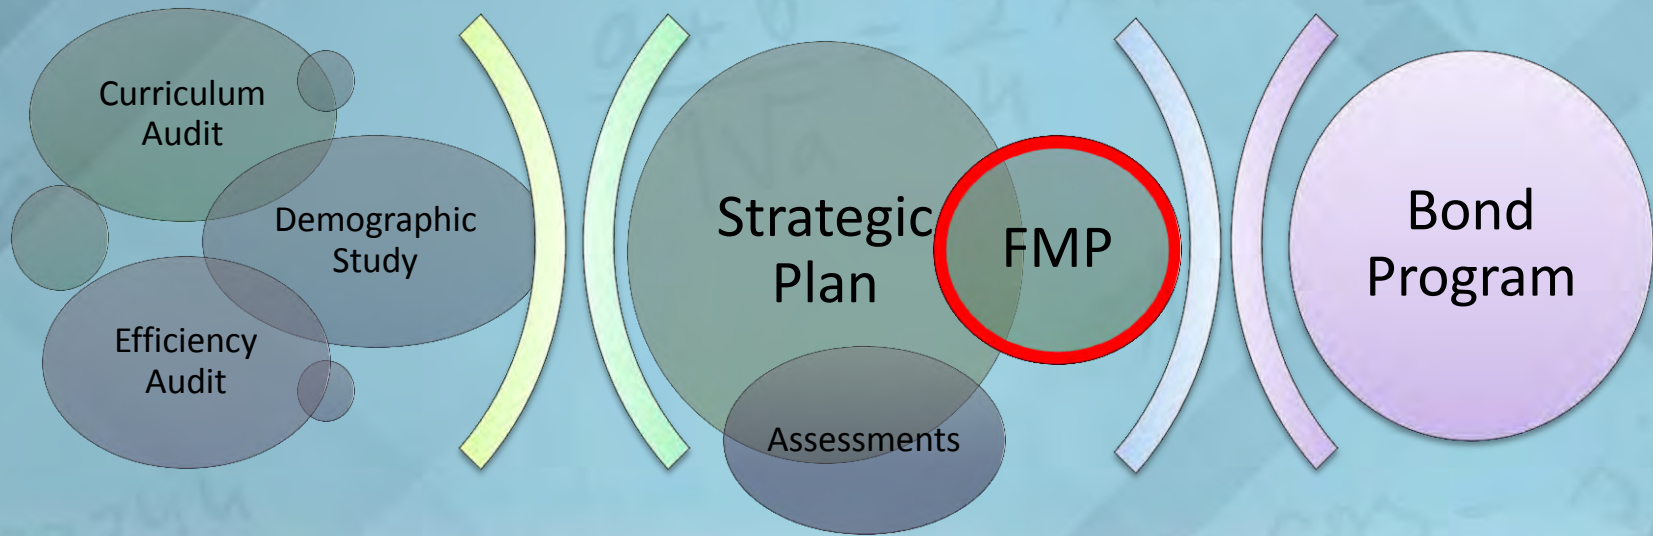 Curriculum
Audit
Demographic
Study
Efficiency
Audit
Strategic
Plan
FMP
Assessments
Bond
Program